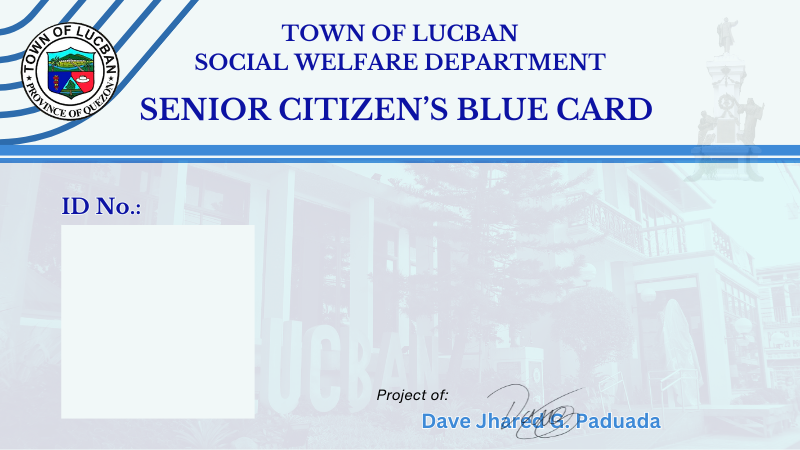 TOWN OF LUCBAN
SOCIAL WELFARE DEPARTMENT
SENIOR CITIZEN'S BLUE CARD
TOWN OF LUCBAN
PROVINCE OF QUEZON
ID No.:
LUCBAN
Project of:
Dave Jhared G. Paduada